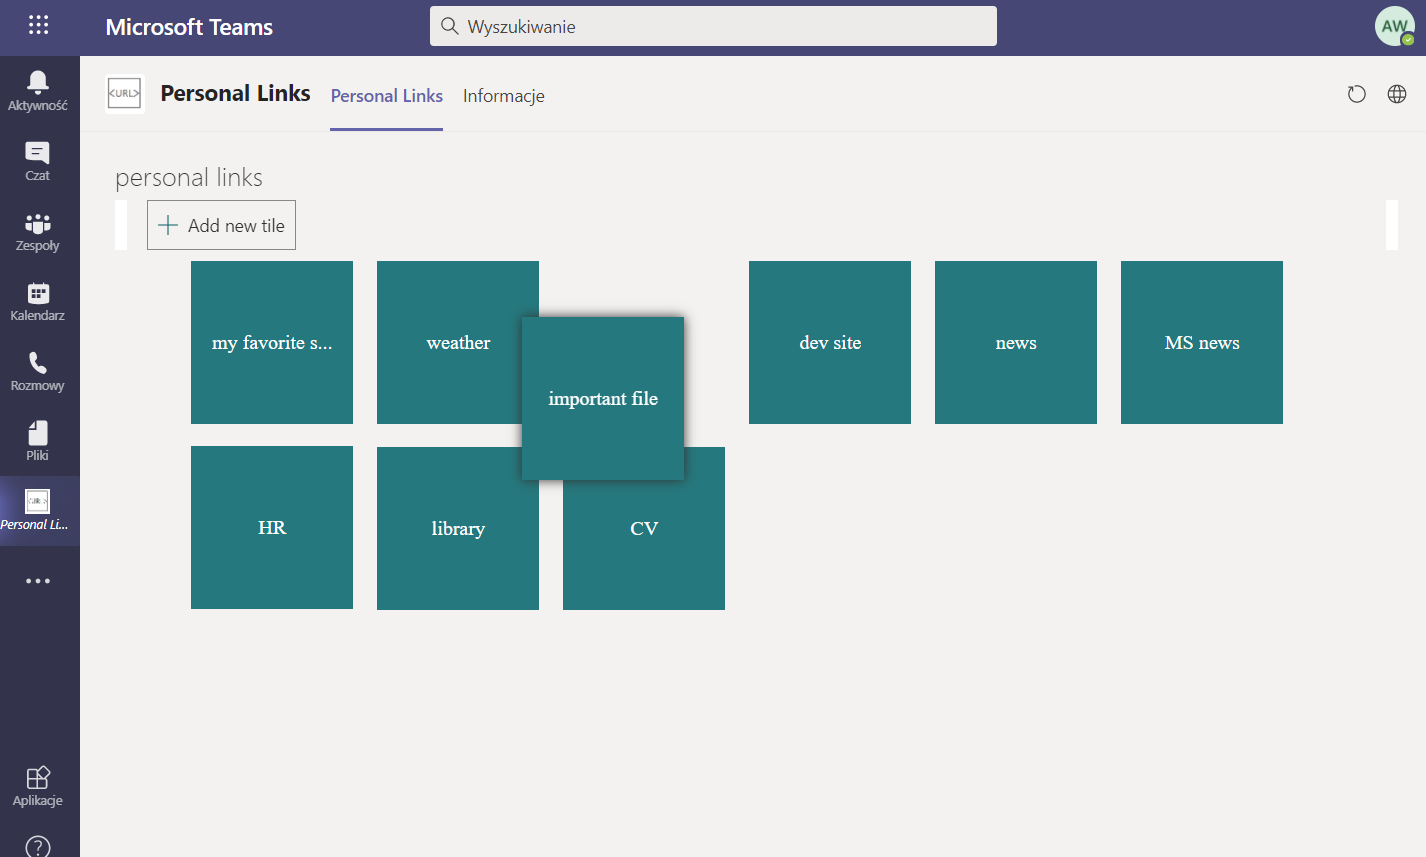 Microsoft Teams
Wyszukiwanie
AW
Aktywność
Czat
Zespoły
Kalendarz
Rozmowy
Pliki
Personal Li...
Aplikacje
<URL>
Personal Links
Personal Links
Informacje
personal links
Add new tile
my favorite s...
weather
important file
dev site
news
MS news
HR
library
CV